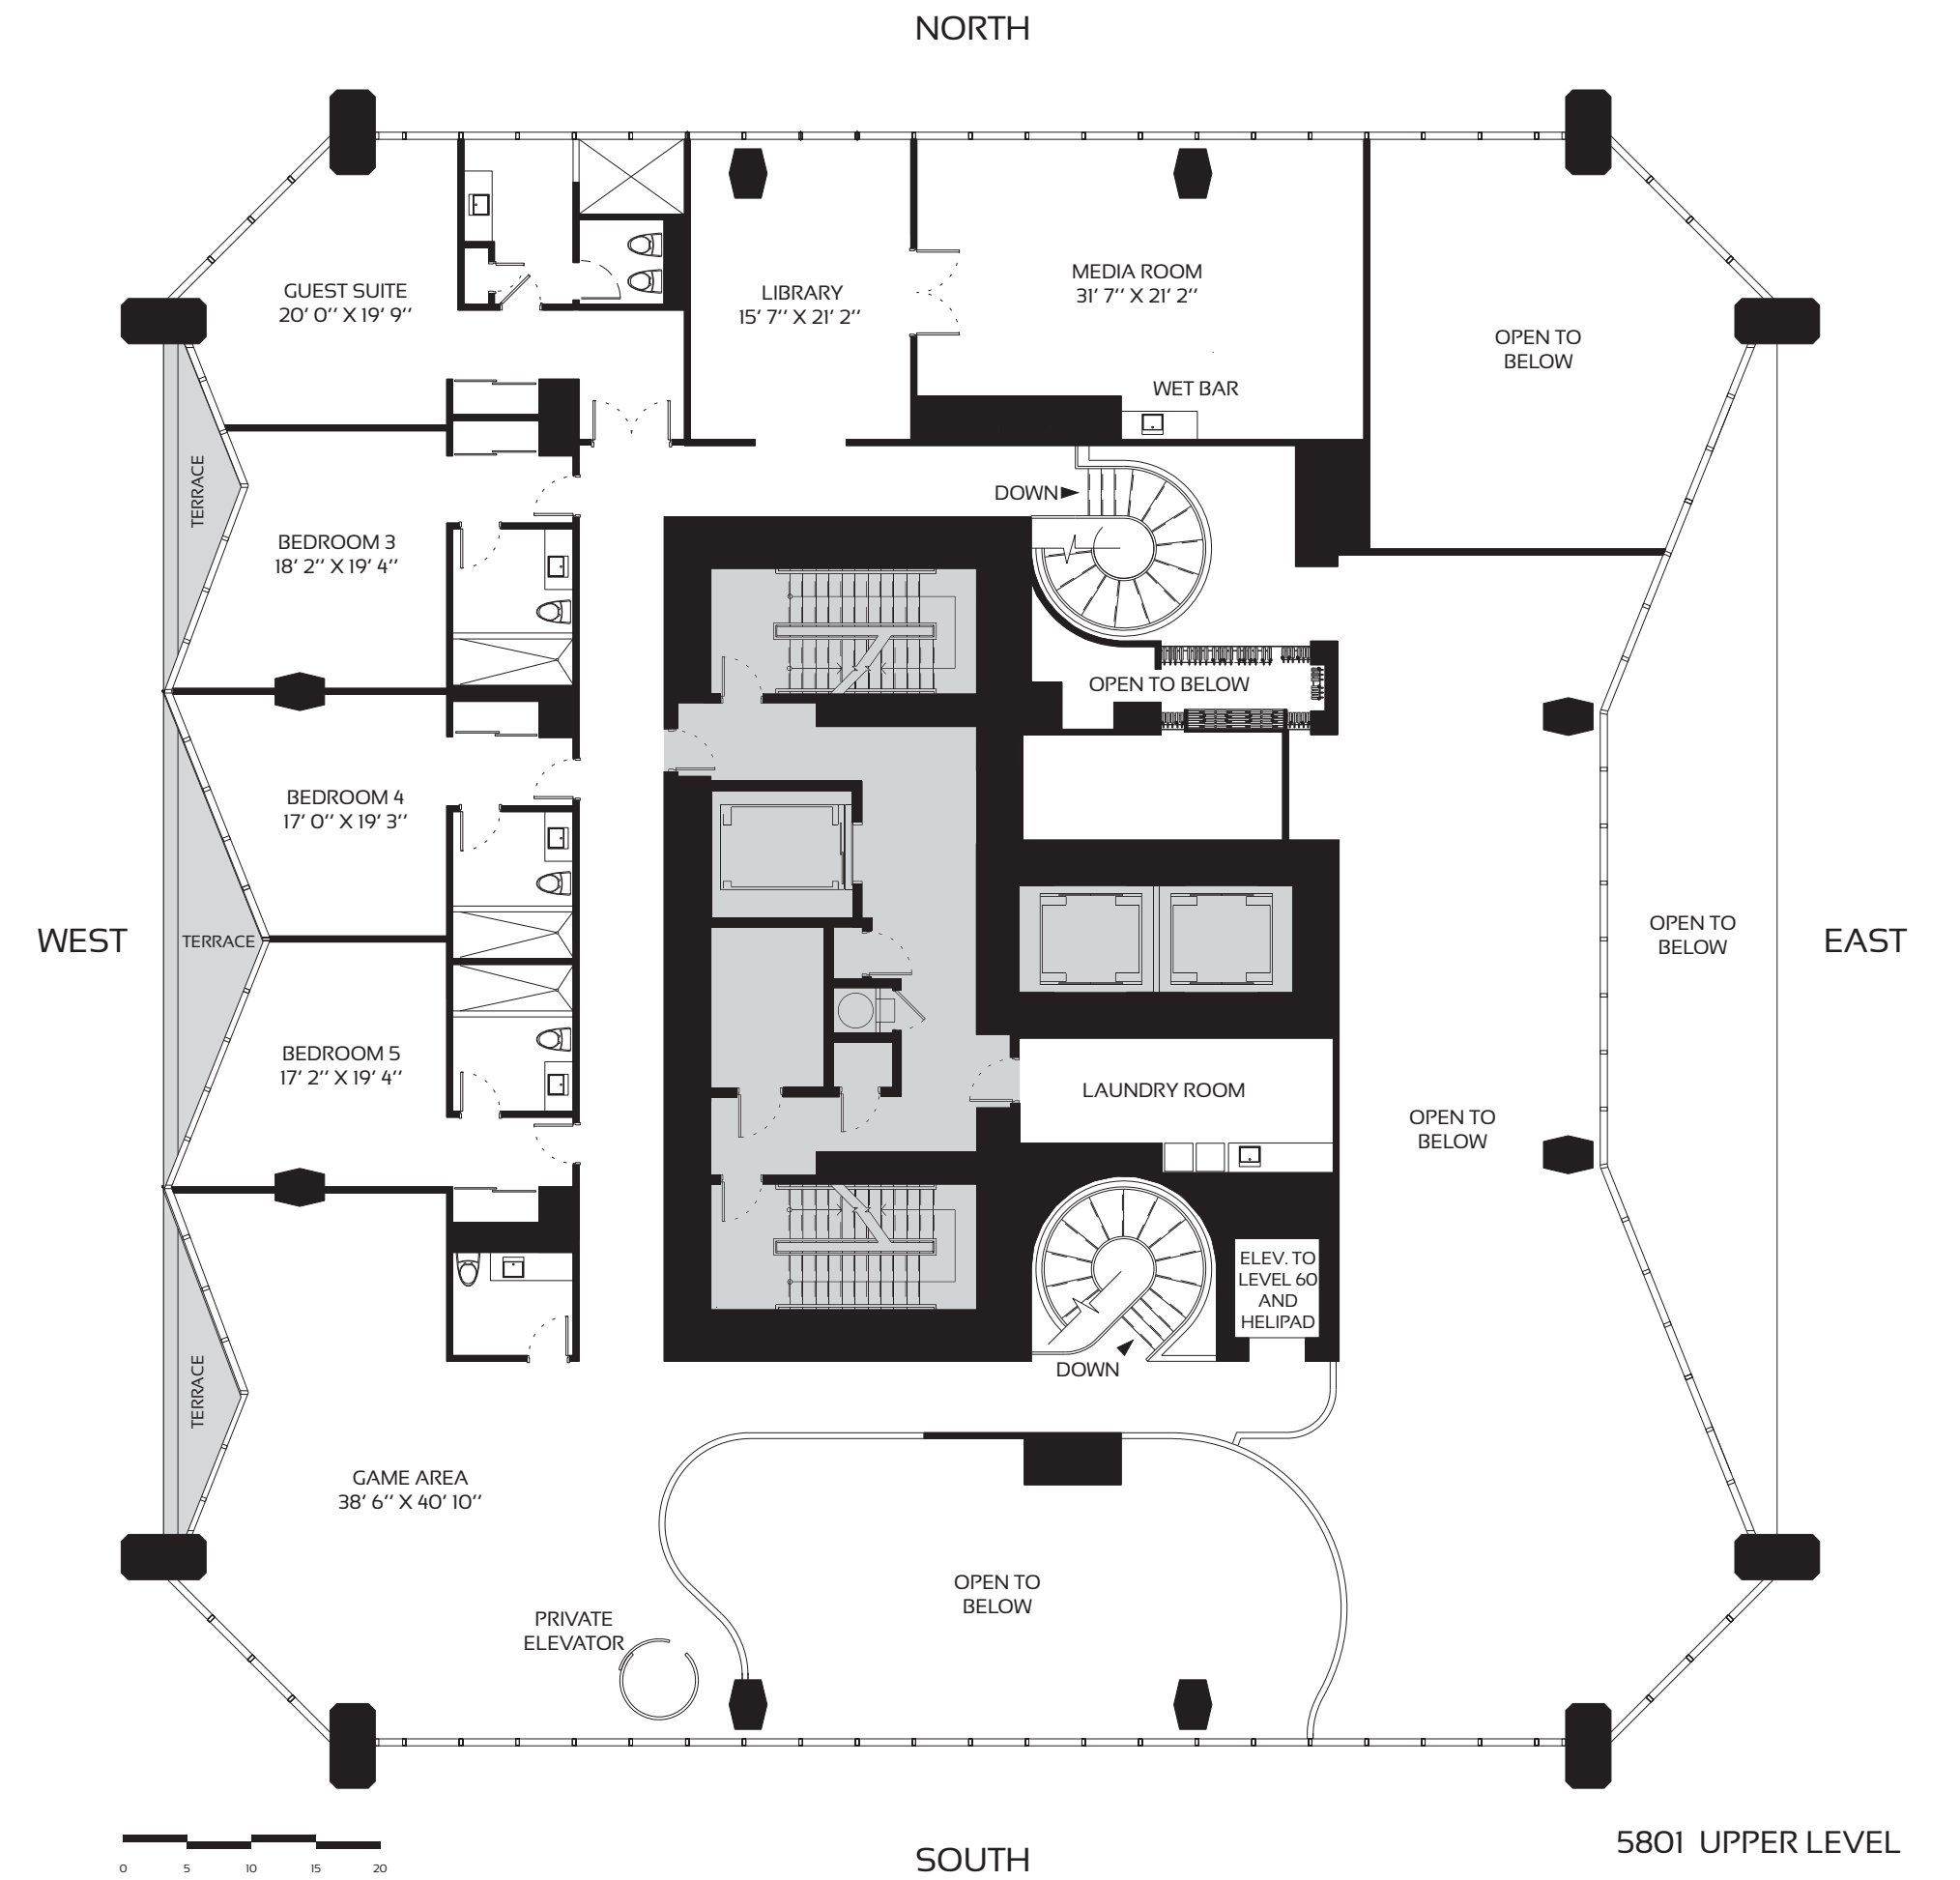 NORTH
GUEST SUITE
20' 0'' X 19' 9''
LIBRARY
15' 7'' X 21' 2''
MEDIA ROOM
31' 7'' X 21' 2''
WET BAR
OPEN TO
BELOW
TERRACE
BEDROOM 3
18' 2'' X 19' 4''
DOWN
OPEN TO BELOW
BEDROOM 4
17' 0'' X 19' 3''
WEST
TERRACE
OPEN TO
BELOW
EAST
BEDROOM 5
17' 2'' X 19' 4''
LAUNDRY ROOM
OPEN TO
BELOW
ELEV. TO
LEVEL 60
AND
HELIPAD
DOWN
TERRACE
GAME AREA
38' 6'' X 40' 10''
OPEN TO
BELOW
PRIVATE
ELEVATOR
0 5 10 15 20
SOUTH
5801 UPPER LEVEL